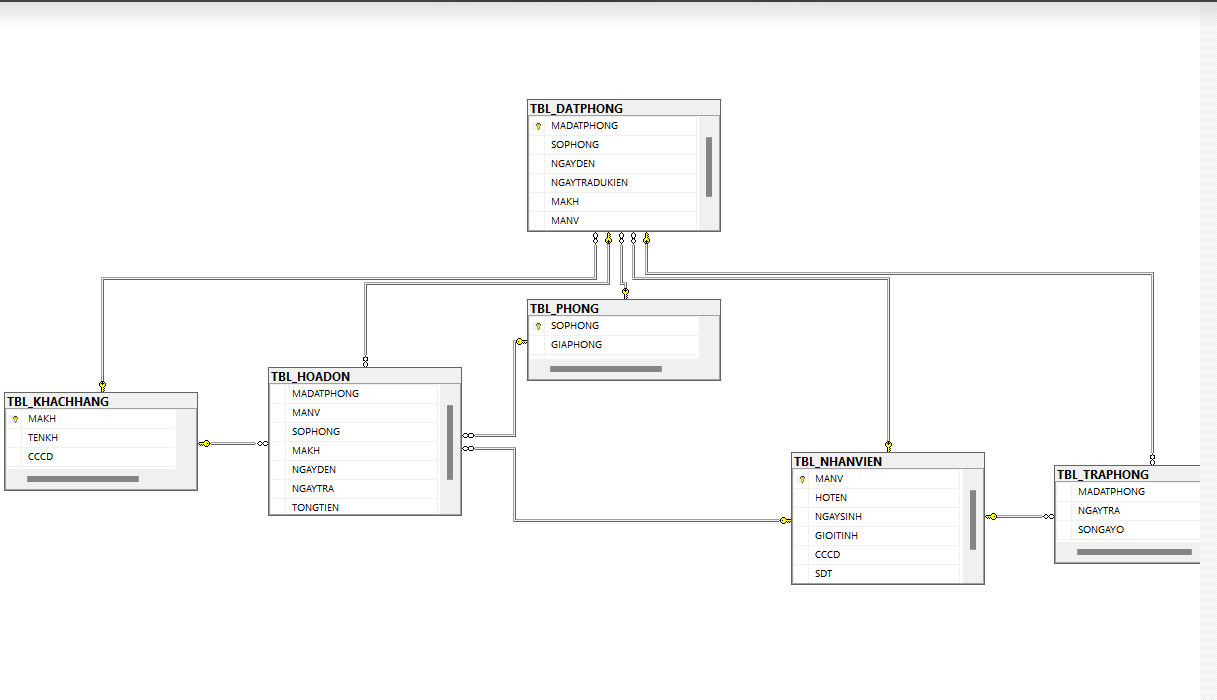 TBL_DATPHONG
MADATPHONG
SOPHONG
NGAYDEN
NGAYTRADUKIEN
MAKH
MANV
TBL_PHONG
SOPHONG
GIAPHONG
TBL_HOADON
MADATPHONG
MANV
SOPHONG
MAKH
NGAYDEN
NGAYTRA
TONGTIEN
TBL_KHACHHANG
MAKH
TENKH
CCCD
TBL_NHANVIEN
MANV
HOTEN
NGAYSINH
GIOITINH
CCCD
SDT
TBL_TRAPHONG
MADATPHONG
NGAYTRA
SONGAYO